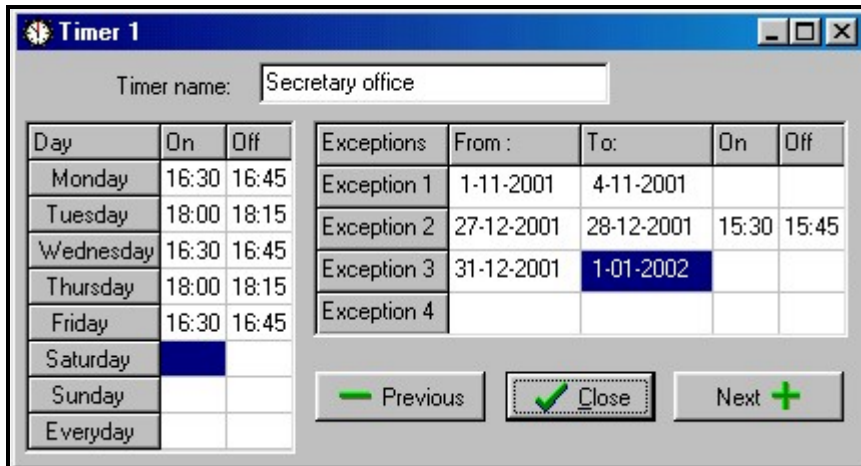 Timer 1
Timer name: Secretary office
Day On Off
Monday 16:30 16:45
Tuesday 18:00 18:15
Wednesday 16:30 16:45
Thursday 18:00 18:15
Friday 16:30 16:45
Saturday
Sunday
Everyday
Exceptions From : To: On Off
Exception 1 1-11-2001 4-11-2001
Exception 2 27-12-2001 28-12-2001 15:30 15:45
Exception 3 31-12-2001 1-01-2002
Exception 4
Previous Close Next